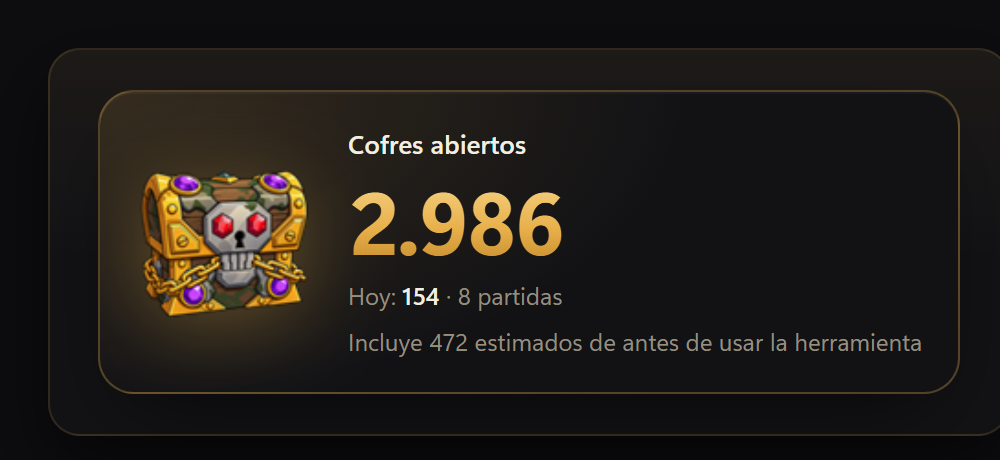 Cofres abiertos
2.986
Hoy: 154 · 8 partidas
Incluye 472 estimados de antes de usar la herramienta